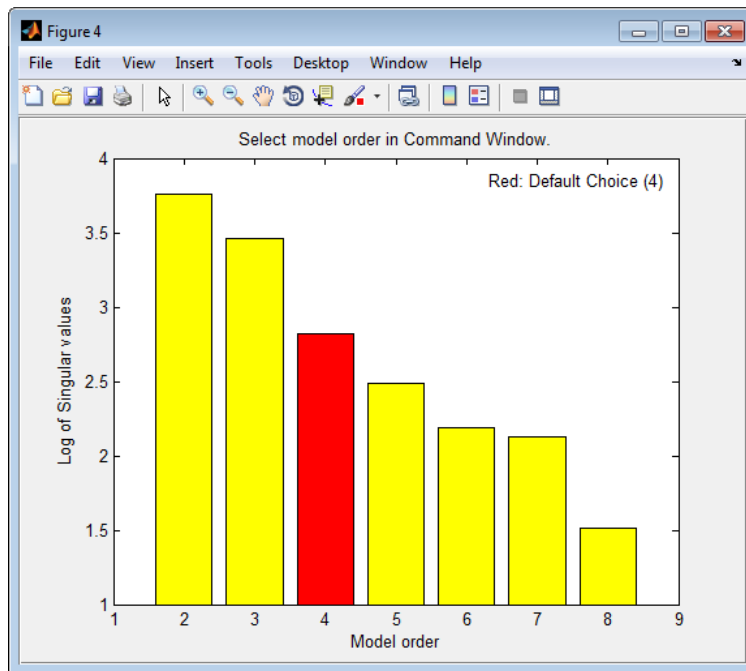 Figure 4
File Edit View Insert Tools Desktop Window Help
Select model order in Command Window.
Red: Default Choice (4)
4
3.5
3
2.5
2
1.5
1
Log of Singular values
1 2 3 4 5 6 7 8 9
Model order